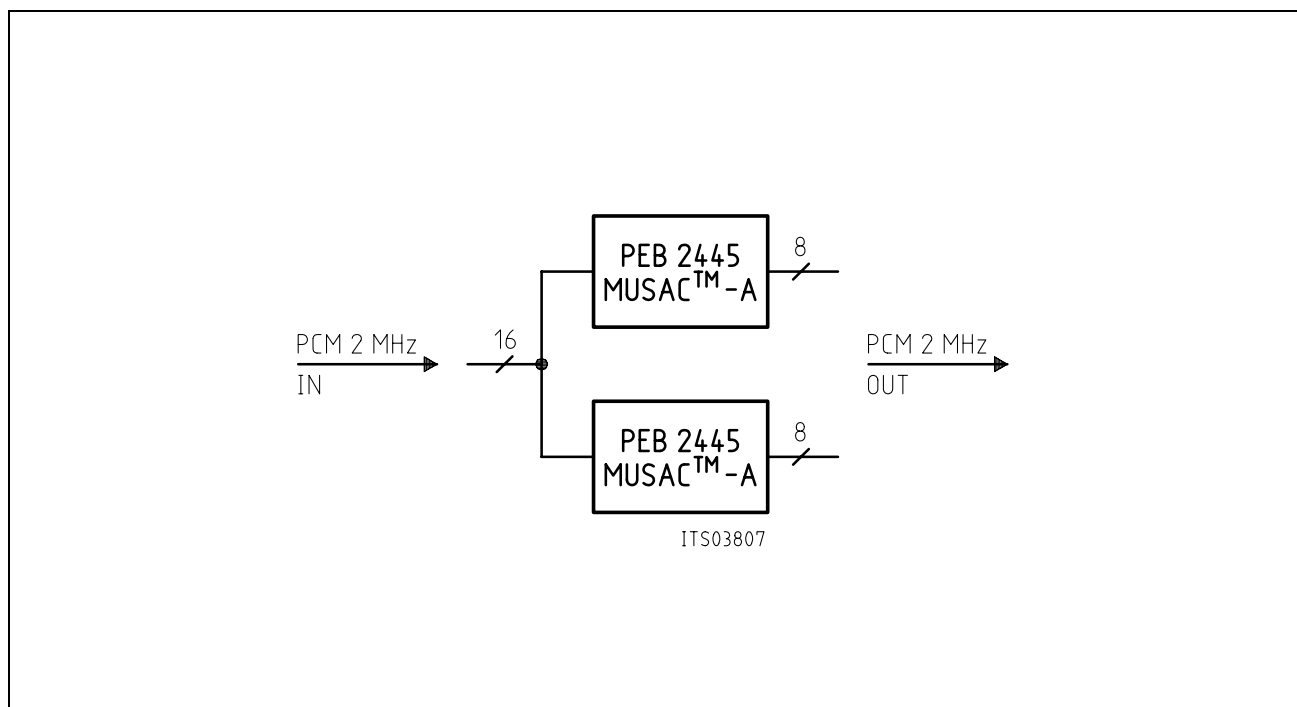 PEB 2445
MUSAC™-A
8
PCM 2 MHz
IN
16
PCM 2 MHz
OUT
PEB 2445
MUSAC™-A
8
ITS03807